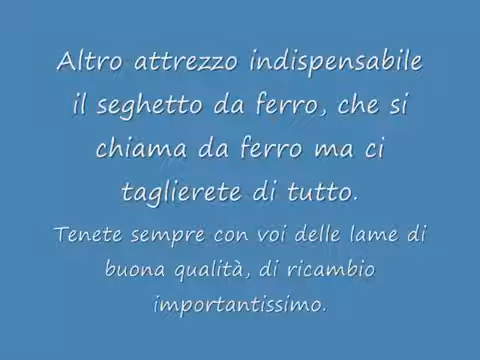 Altro attrezzo indispensabile
il seghetto da ferro, che si
chiama da ferro ma ci
taglierete di tutto.
Tenete sempre con voi delle lame di
buona qualità, di ricambio
importantissimo.